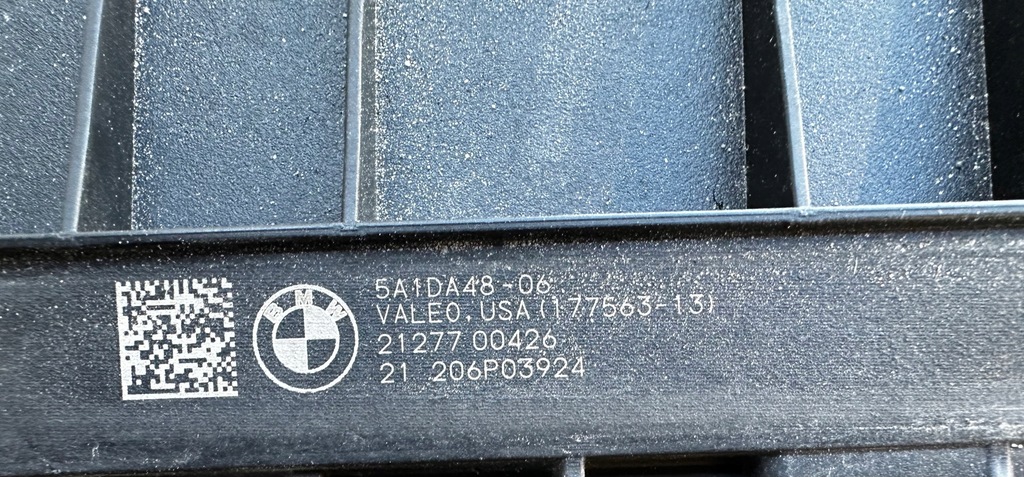 BMW
5A1DA48-06
VALEO, USA (177563-13)
21277 00426
21 206P03924